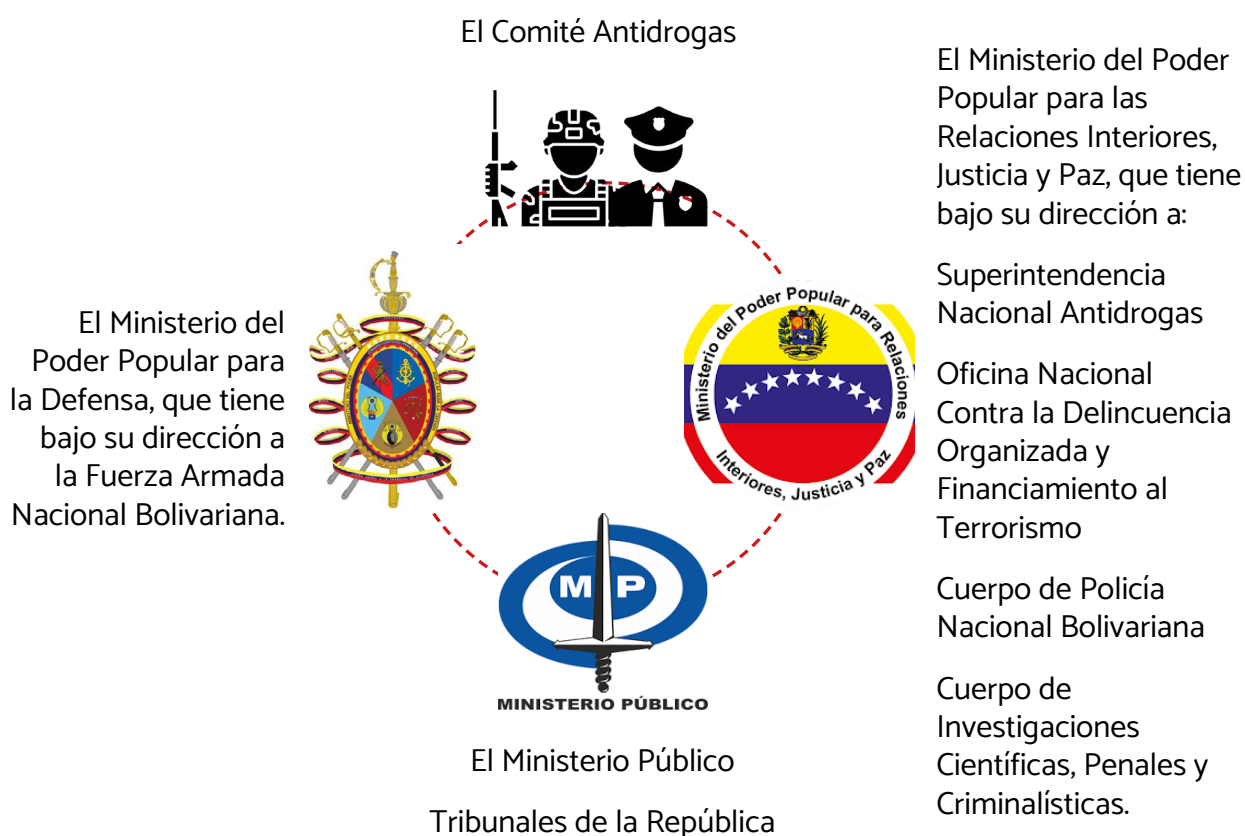 El Comité Antidrogas
El Ministerio del Poder
Popular para las
Relaciones Interiores,
Justicia y Paz, que tiene
bajo su dirección a:
Superintendencia
Nacional Antidrogas
Oficina Nacional
Contra la Delincuencia
Organizada y
Financiamiento al
Terrorismo
Cuerpo de Policía
Nacional Bolivariana
Cuerpo de
Investigaciones
Científicas, Penales y
Criminalísticas.
El Ministerio del
Poder Popular para
la Defensa, que tiene
bajo su dirección a
la Fuerza Armada
Nacional Bolivariana.
Ministerio del Poder Popular para Relaciones
Interiores, Justicia y Paz
MP
MINISTERIO PÚBLICO
El Ministerio Público
Tribunales de la República